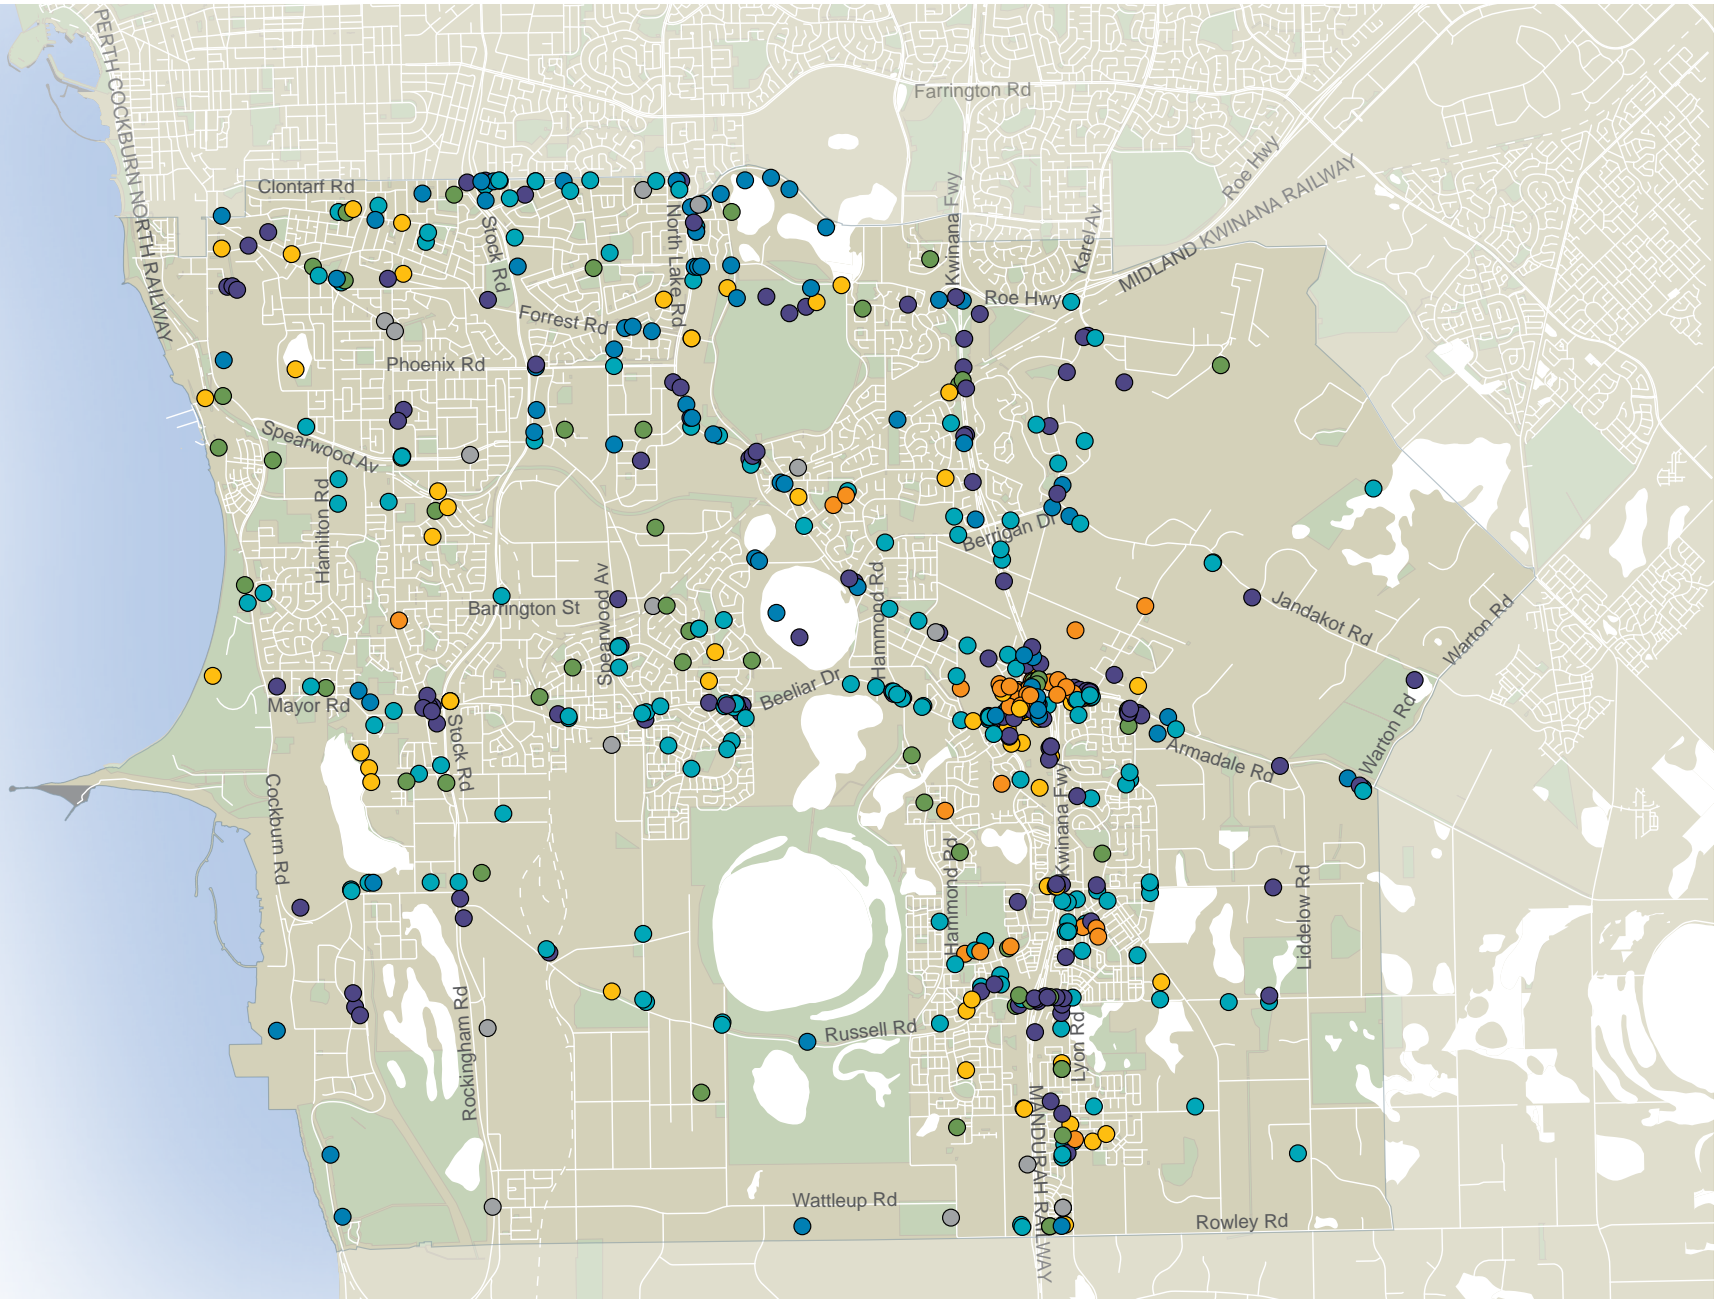 PERTH COCKBURN NORTH RAILWAY
Farrington Rd
Roe Hwy
MIDLAND KWINANA RAILWAY
Clontarf Rd
Kwinana Fwy
Karel Av
Stock Rd
North Lake Rd
Roe Hwy
Forrest Rd
Phoenix Rd
Spearwood Av
Hamilton Rd
Berrigan Dr
Barrington St
Spearwood Av
Hammond Rd
Jandakot Rd
Warton Rd
Beeliar Dr
Mayor Rd
Stock Rd
Armadale Rd
Warton Rd
Cockburn Rd
Kwinana Fwy
Hammond Rd
Liddelow Rd
Rockingham Rd
Russell Rd
Lyon Rd
MANDURAH RAILWAY
Wattleup Rd
Rowley Rd